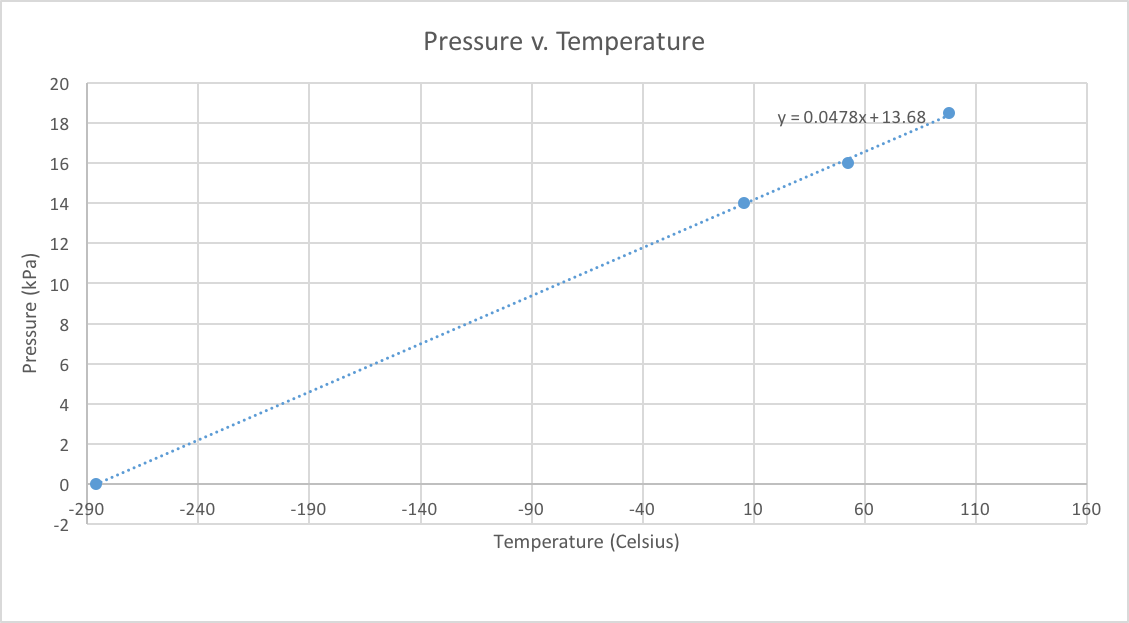 Pressure v. Temperature
20
18
16
14
12
10
8
6
4
2
0
-2
y = 0.0478x + 13.68
Pressure (kPa)
-290 -240 -190 -140 -90 -40 10 60 110 160
Temperature (Celsius)